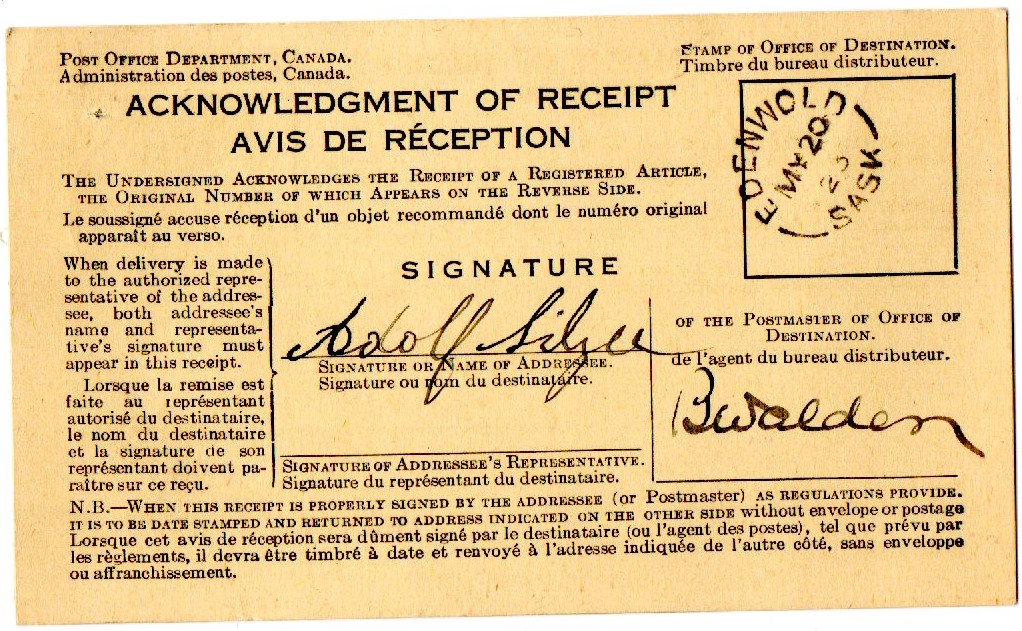 POST OFFICE DEPARTMENT, CANADA.
Administration des postes, Canada.
ACKNOWLEDGMENT OF RECEIPT
AVIS DE RÉCEPTION
THE UNDERSIGNED ACKNOWLEDGES THE RECEIPT OF A REGISTERED ARTICLE,
THE ORIGINAL NUMBER OF WHICH APPEARS ON THE REVERSE SIDE.
Le soussigné accuse réception d'un objet recommandé dont le numéro original
apparaît au verso.
STAMP OF OFFICE OF DESTINATION.
Timbre du bureau distributeur.
EDENWOLD
MY 20
SASK
When delivery is made
to the authorized repre-
sentative of the addres-
see, both addressee's
name and representa-
tive's signature must
appear in this receipt.
Lorsque la remise est
faite au représentant
autorisé du destinataire,
le nom du destinataire
et la signature de son
représentant doivent pa-
raître sur ce reçu.
SIGNATURE
Adolf
SIGNATURE OR NAME OF ADDRESSEE.
Signature ou nom du destinataire.
SIGNATURE OF ADDRESSEE'S REPRESENTATIVE.
Signature du représentant du destinataire.
OF THE POSTMASTER OF OFFICE OF
DESTINATION.
de l'agent du bureau distributeur.
BWalden
N.B.—WHEN THIS RECEIPT IS PROPERLY SIGNED BY THE ADDRESSEE (or Postmaster) AS REGULATIONS PROVIDE.
IT IS TO BE DATE STAMPED AND RETURNED TO ADDRESS INDICATED ON THE OTHER SIDE without envelope or postage
Lorsque cet avis de réception sera dûment signé par le destinataire (ou l'agent des postes), tel que prévu par
les règlements, il devra être timbré à date et renvoyé à l'adresse indiquée de l'autre côté, sans enveloppe
ou affranchissement.